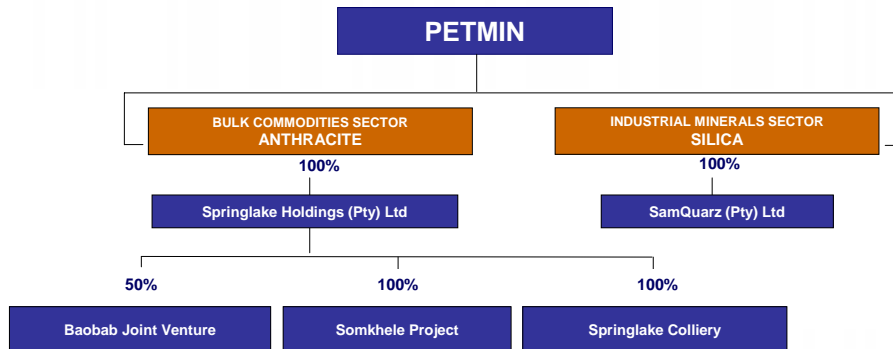 PETMIN
BULK COMMODITIES SECTOR
ANTHRACITE
INDUSTRIAL MINERALS SECTOR
SILICA
100%
100%
Springlake Holdings (Pty) Ltd
SamQuarz (Pty) Ltd
50%
100%
100%
Baobab Joint Venture
Somkhele Project
Springlake Colliery